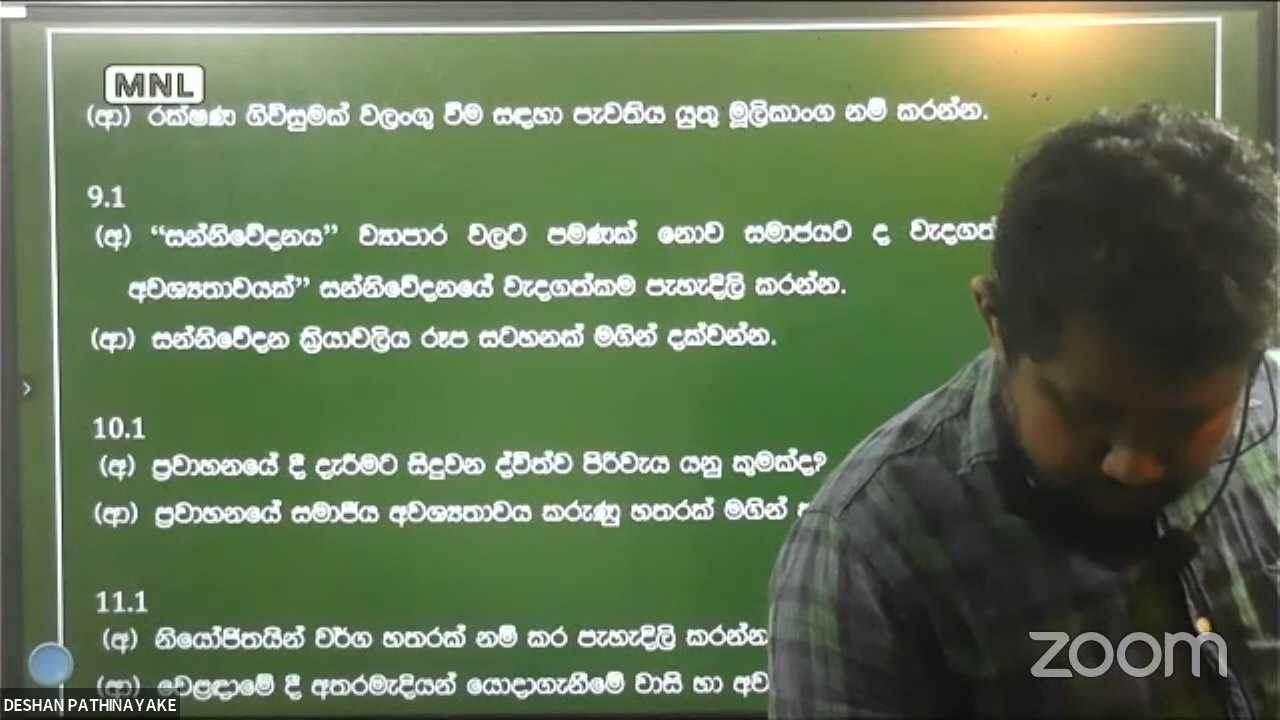 MNL
(ආ) රක්ෂණ ගිවිසුමක් වලංගු වීම සඳහා පැවතිය යුතු මූලිකාංග නම් කරන්න.
9.1
(අ) “සන්නිවේදනය” ව්‍යාපාර වලට පමණක් නොව සමාජයට ද
අවශ්‍යතාවයක්” සන්නිවේදනයේ වැදගත්කම පැහැදිලි කරන්න.
(ආ) සන්නිවේදන ක්‍රියාවලිය රූප සටහනක් මගින් දක්වන්න.
10.1
(අ) ප්‍රවාහනයේ දී දැරීමට සිදුවන ද්විත්ව පිරිවැය යනු කුමක්ද?
(ආ) ප්‍රවාහනයේ සමාජීය අවශ්‍යතාවය කරුණු හතරක් මගින්
11.1
(අ) නියෝජිතයින් වර්ග හතරක් නම් කර පැහැදිලි කරන්න
(ආ) වෙළඳාමේ දී අතරමැදියන් යොදාගැනීමේ වාසි හා
zoom
DESHAN PATHINAYAKE